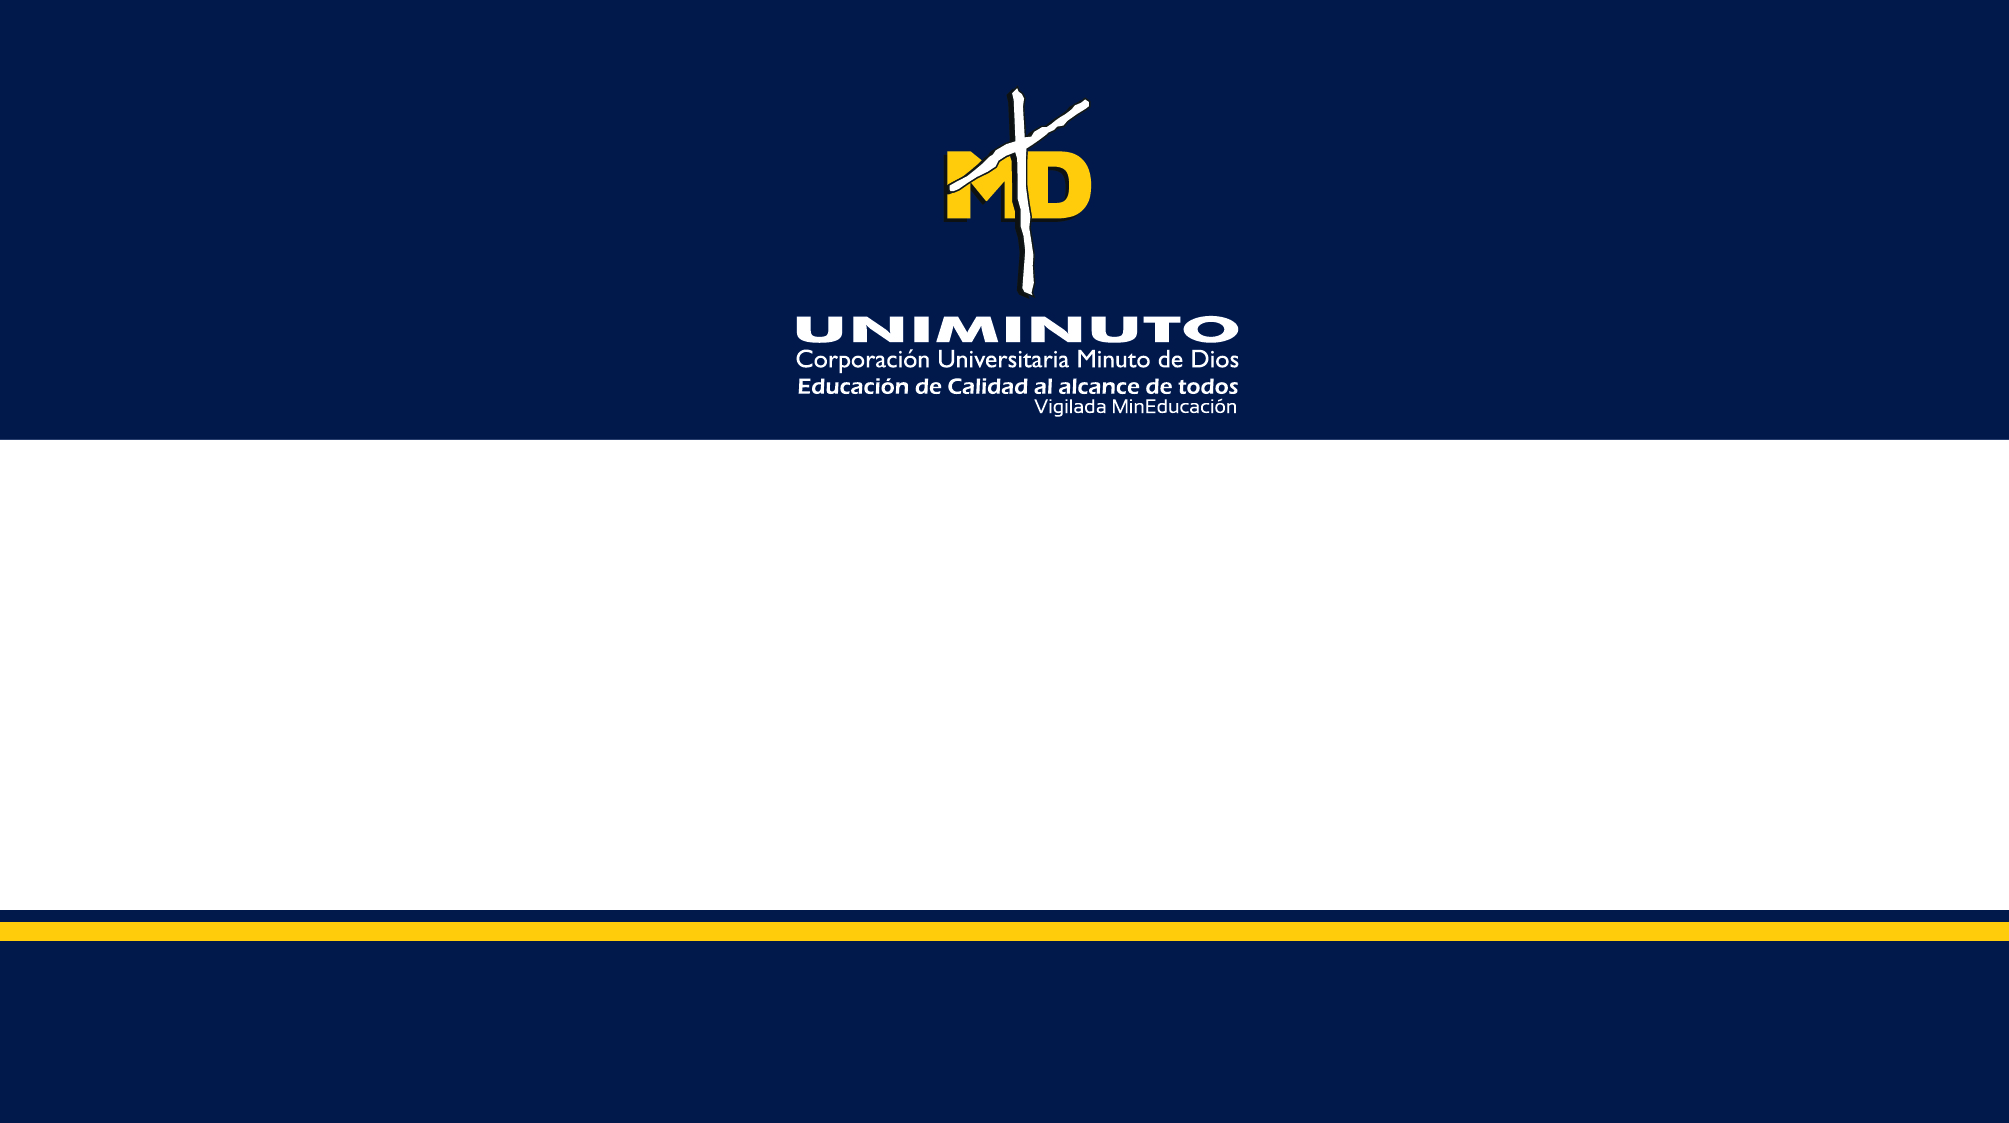 MD
UNIMINUTO
Corporación Universitaria Minuto de Dios
Educación de Calidad al alcance de todos
Vigilada MinEducación